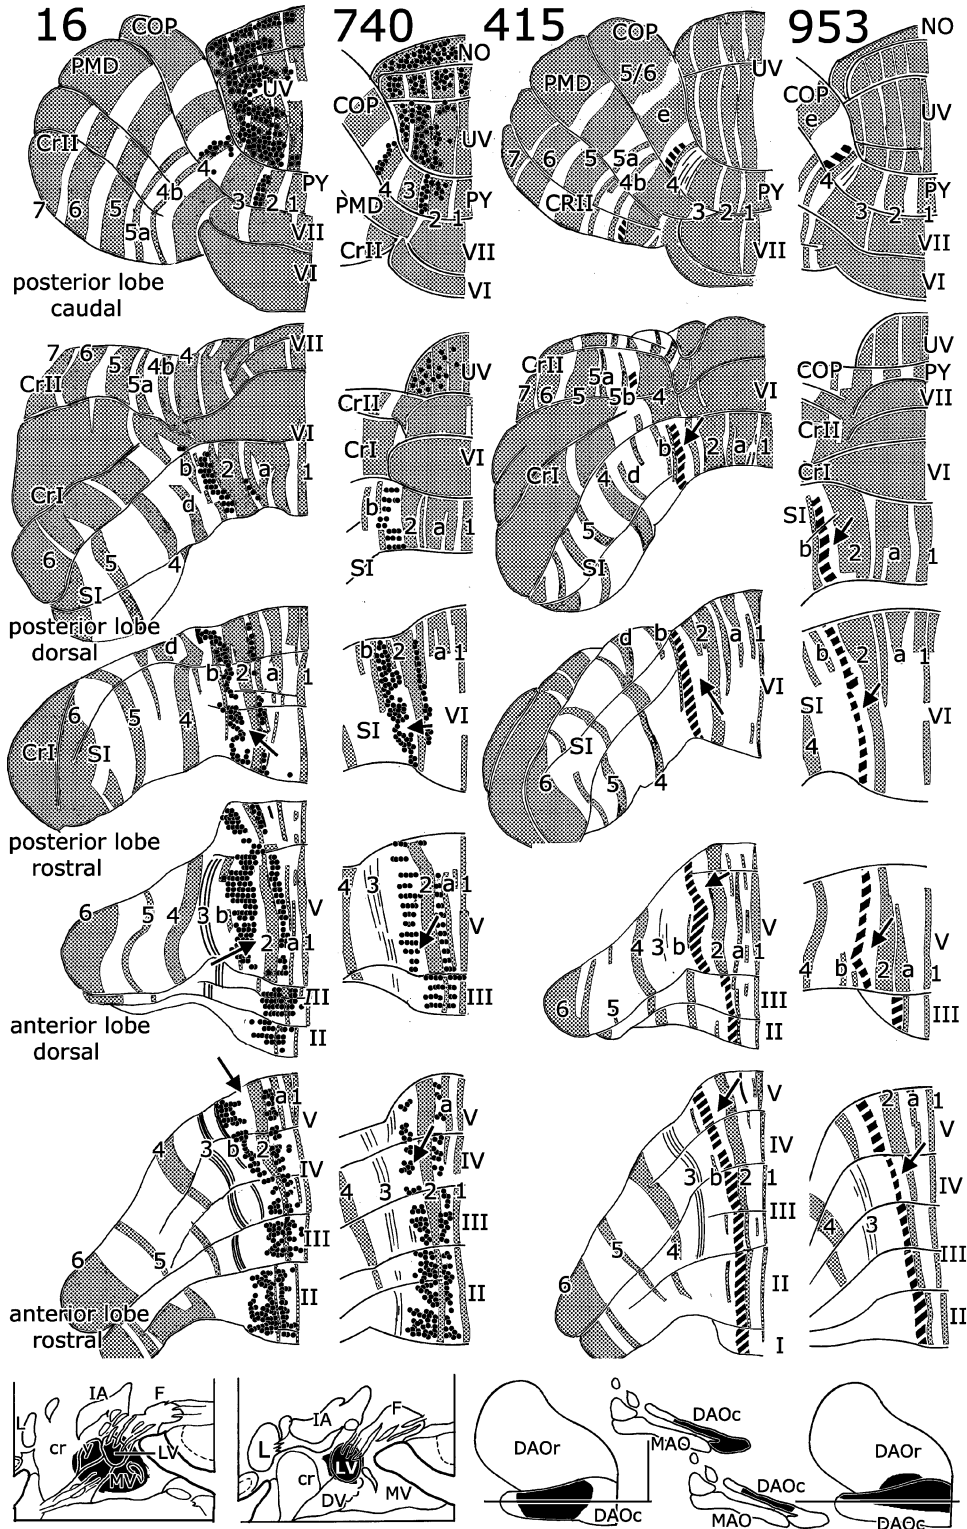 16 740 415 953
COP
PMD
CrII
UV
4
4b
5a
7 6 5 3 2 1
PY
VII
VI
posterior lobe
caudal
NO
COP
UV
4 3
PMD
2 1
PY
CrII
VII
VI
COP
PMD
5/6
UV
e
7 6 5 5a
4b 4
CRII
3 2 1
PY
VII
NO
COP
e
UV
4
3 2 1
PY
VII
VI
7 6 5 4b 4
5a
VII
CrII
VI
b 2 a 1
CrI
d
6 5 4
SI
posterior lobe
dorsal
UV
CrII
CrI
VI
b 2 a 1
SI
CrII
5a
7 6 5 5b 4
VI
b 2 a 1
CrI
4 d
5
SI
UV
COP
PY
VII
CrII
CrI
VI
SI
b 2 a 1
d
b 2 a 1
6 5 4
CrI SI
posterior lobe
rostral
b 2 a 1
SI
VI
d b 2 a 1
VI
SI
6 5 4
b 2 a 1
SI
VI
4
6 5 4 3 b
V
2 a 1
III
II
anterior lobe
dorsal
4 3 2 a 1
V
III
4 3 b 2 a 1
V
6 5
III
II
4 b 2 a 1
V
III
a 1
V
4 3 b 2
IV
III
6 5
II
anterior lobe
rostral
a
V
IV
4 3 2 1
III
II
V
IV
3 b 2 1
III
5 4
6
II
I
2 a 1
V
IV
4 3
III
II
IA F
L
cr
V
LV
MV
IA F
L
LV
cr
DV MV
DAOr
DAOc
DAOc
MAO
DAOc
MAO
DAOr
DAOc